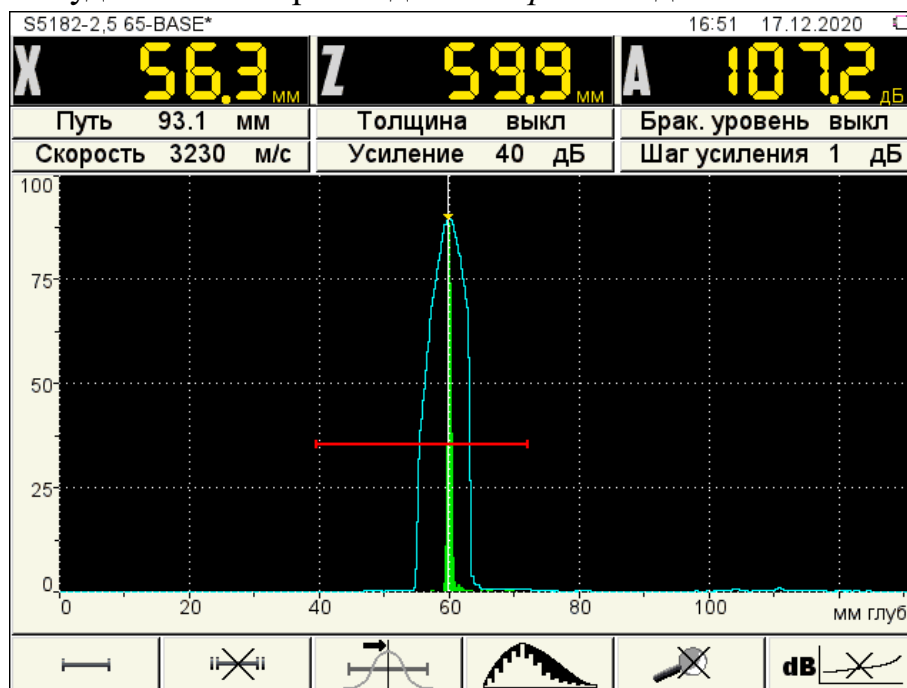 S5182-2,5 65-BASE* 16:51 17.12.2020
X 56.3 мм Z 59.9 мм A 107.2 дБ
Путь 93.1 мм Толщина выкл Брак. уровень выкл
Скорость 3230 м/с Усиление 40 дБ Шаг усиления 1 дБ
100
75
50
25
0
0 20 40 60 80 100 мм глуб
dB